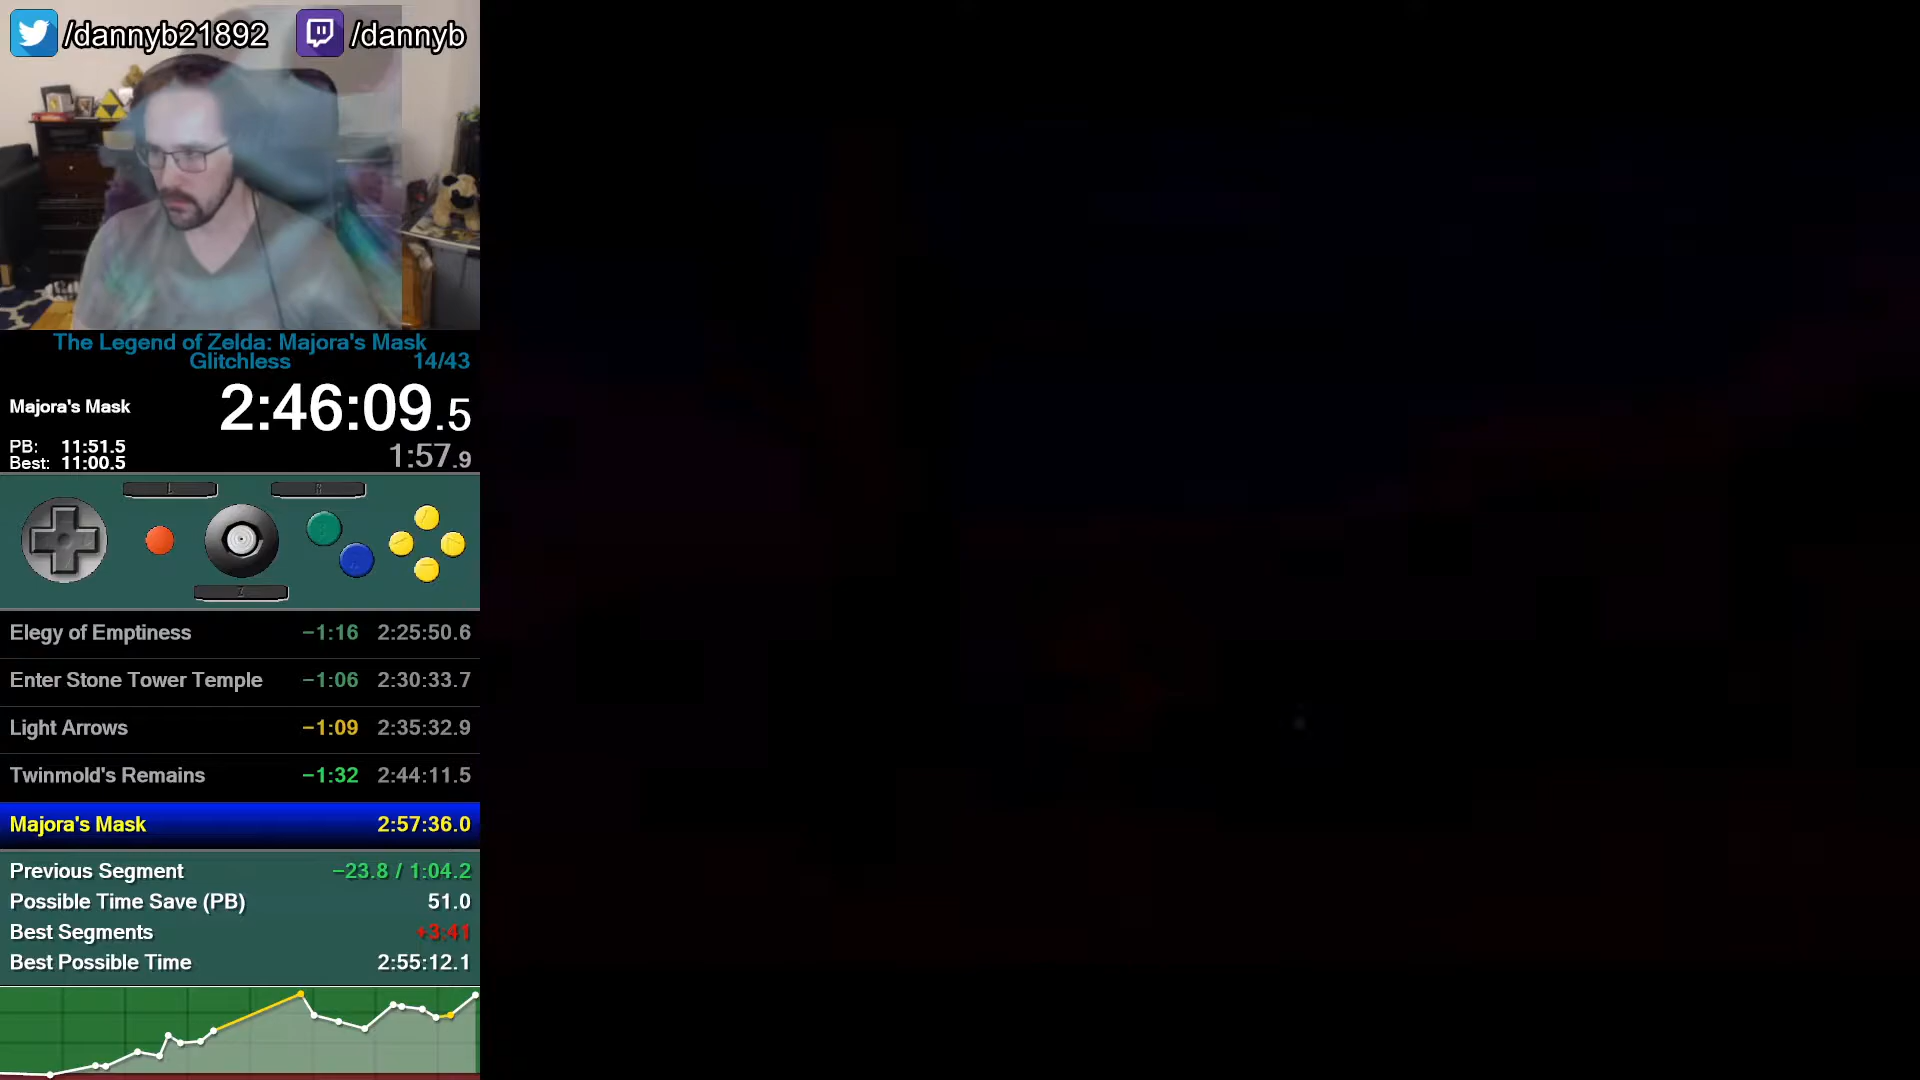 /dannyb21892 /dannyb
The Legend of Zelda: Majora's Mask
Glitchless 14/43
Majora's Mask 2:46:09.5
PB: 11:51.5
Best: 11:00.5 1:57.9
L R
Z
Elegy of Emptiness −1:16 2:25:50.6
Enter Stone Tower Temple −1:06 2:30:33.7
Light Arrows −1:09 2:35:32.9
Twinmold's Remains −1:32 2:44:11.5
Majora's Mask 2:57:36.0
Previous Segment −23.8 / 1:04.2
Possible Time Save (PB) 51.0
Best Segments +3:41
Best Possible Time 2:55:12.1